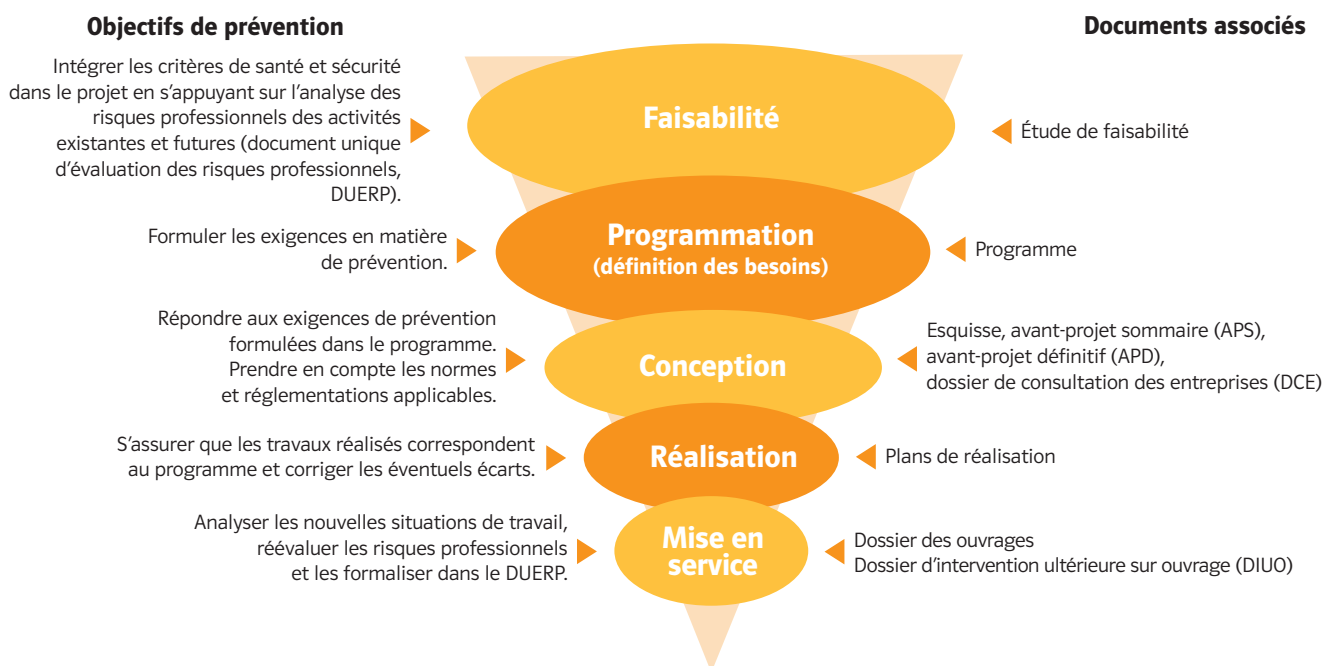 Objectifs de prévention
Documents associés
Intégrer les critères de santé et sécurité
dans le projet en s'appuyant sur l'analyse des
risques professionnels des activités
existantes et futures (document unique
d'évaluation des risques professionnels,
DUERP).
Faisabilité
Étude de faisabilité
Formuler les exigences en matière
de prévention.
Programmation
(définition des besoins)
Programme
Répondre aux exigences de prévention
formulées dans le programme.
Prendre en compte les normes
et réglementations applicables.
Conception
Esquisse, avant-projet sommaire (APS),
avant-projet définitif (APD),
dossier de consultation des entreprises (DCE)
S'assurer que les travaux réalisés correspondent
au programme et corriger les éventuels écarts.
Réalisation
Plans de réalisation
Analyser les nouvelles situations de travail,
réévaluer les risques professionnels
et les formaliser dans le DUERP.
Mise en
service
Dossier des ouvrages
Dossier d'intervention ultérieure sur ouvrage (DIUO)